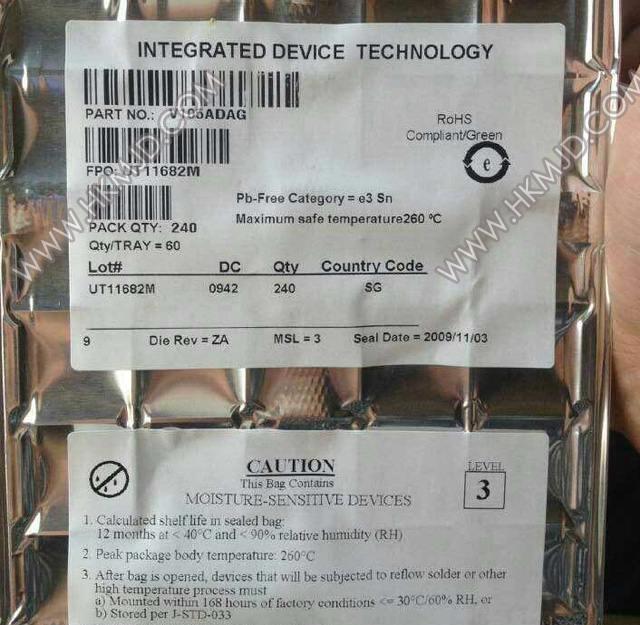 INTEGRATED DEVICE TECHNOLOGY
PART NO.: V105ADAG
RoHS
Compliant/Green
e
FPO: UT11682M
Pb-Free Category = e3 Sn
Maximum safe temperature260 ºC
PACK QTY: 240
Qty/TRAY = 60
Lot# DC Qty Country Code
UT11682M 0942 240 SG
9 Die Rev = ZA MSL = 3 Seal Date = 2009/11/03
WWW.HKMJD.COM
WWW.HKMJD.COM
CAUTION
This Bag Contains
MOISTURE-SENSITIVE DEVICES
LEVEL
3
1. Calculated shelf life in sealed bag:
12 months at < 40°C and < 90% relative humidity (RH)
2. Peak package body temperature: 260°C
3. After bag is opened, devices that will be subjected to reflow solder or other
high temperature process must
a) Mounted within 168 hours of factory conditions <= 30°C/60% RH, or
b) Stored per J-STD-033